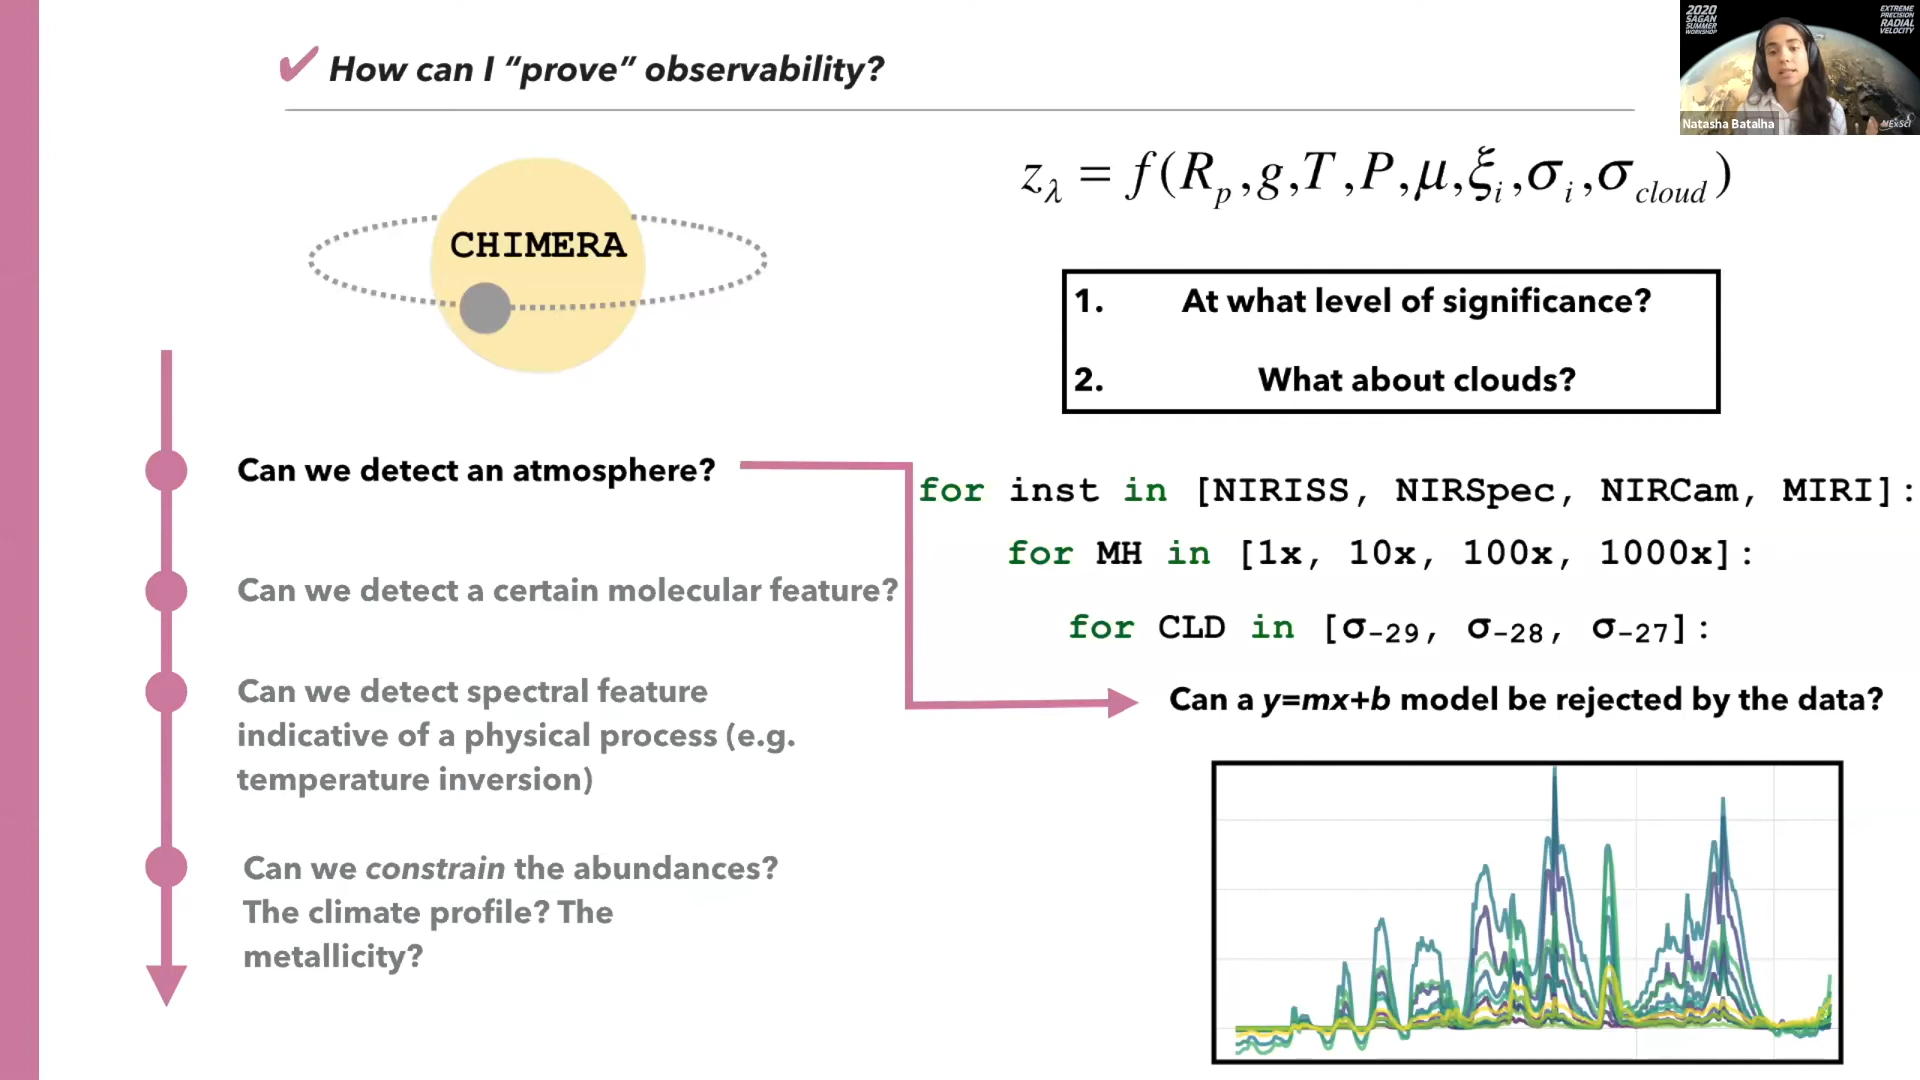 ✔ How can I “prove” observability?
2020
SAGAN
SUMMER
WORKSHOP
EXTREME
PRECISION
RADIAL
VELOCITY
Natasha Batalha
NExScI
CHIMERA
z_λ = f(R_p,g,T,P,μ,ξ_i,σ_i,σ_cloud)
1. At what level of significance?
2. What about clouds?
Can we detect an atmosphere?
Can we detect a certain molecular feature?
Can we detect spectral feature
indicative of a physical process (e.g.
temperature inversion)
Can we constrain the abundances?
The climate profile? The
metallicity?
for inst in [NIRISS, NIRSpec, NIRCam, MIRI]:
for MH in [1x, 10x, 100x, 1000x]:
for CLD in [σ-29, σ-28, σ-27]:
Can a y=mx+b model be rejected by the data?